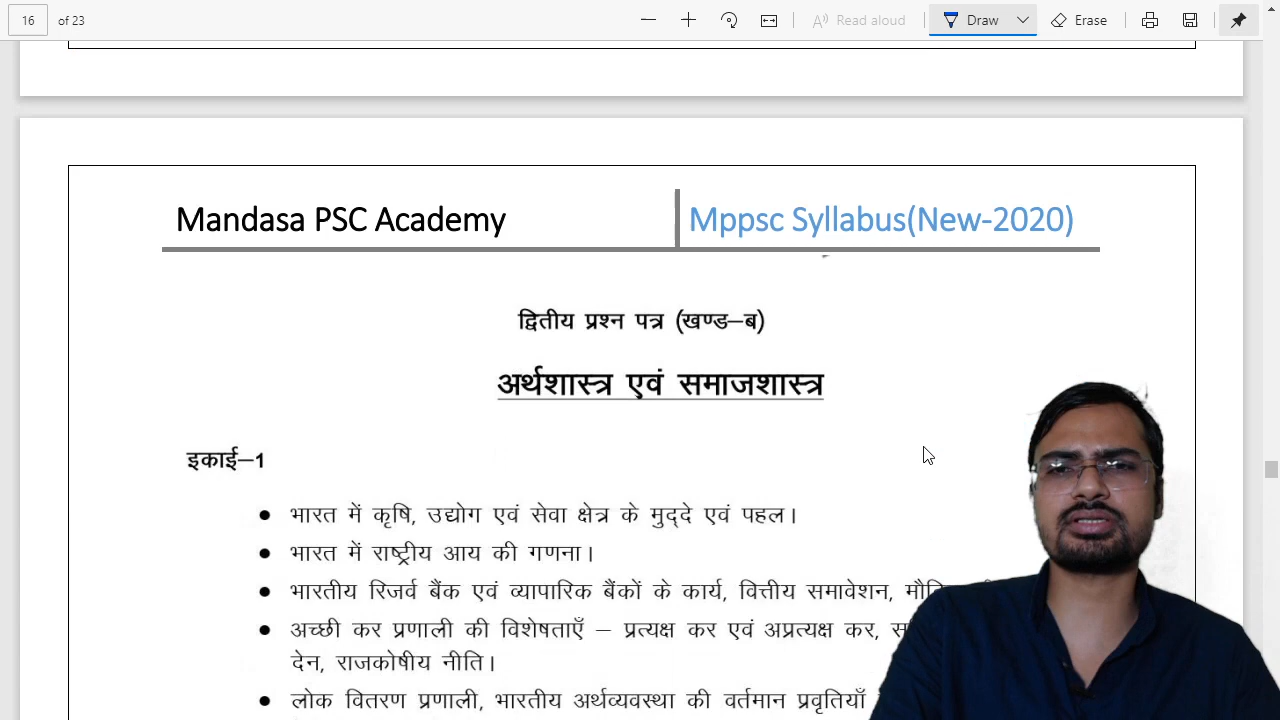 16 of 23 Read aloud Draw Erase
Mandasa PSC Academy Mppsc Syllabus(New-2020)
द्वितीय प्रश्न पत्र (खण्ड–ब)
अर्थशास्त्र एवं समाजशास्त्र
इकाई–1
● भारत में कृषि, उद्योग एवं सेवा क्षेत्र के मुद्दे एवं पहल।
● भारत में राष्ट्रीय आय की गणना।
● भारतीय रिजर्व बैंक एवं व्यापारिक बैंकों के कार्य, वित्तीय समावेशन,
● अच्छी कर प्रणाली की विशेषताएँ – प्रत्यक्ष कर एवं अप्रत्यक्ष कर,
देन, राजकोषीय नीति।
● लोक वितरण प्रणाली, भारतीय अर्थव्यवस्था की वर्तमान प्रवृतियाँ